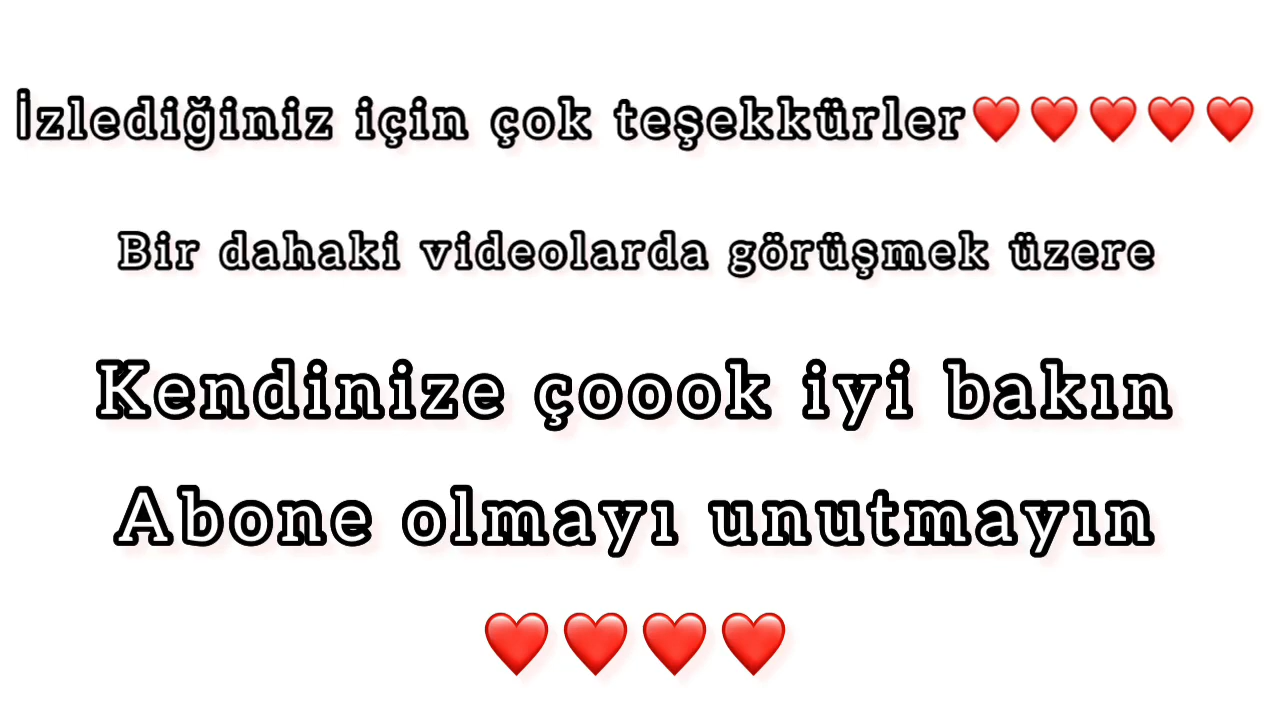 İzlediğiniz için çok teşekkürler❤️❤️❤️❤️❤️
Bir dahaki videolarda görüşmek üzere
Kendinize çoook iyi bakın
Abone olmayı unutmayın
❤️❤️❤️❤️